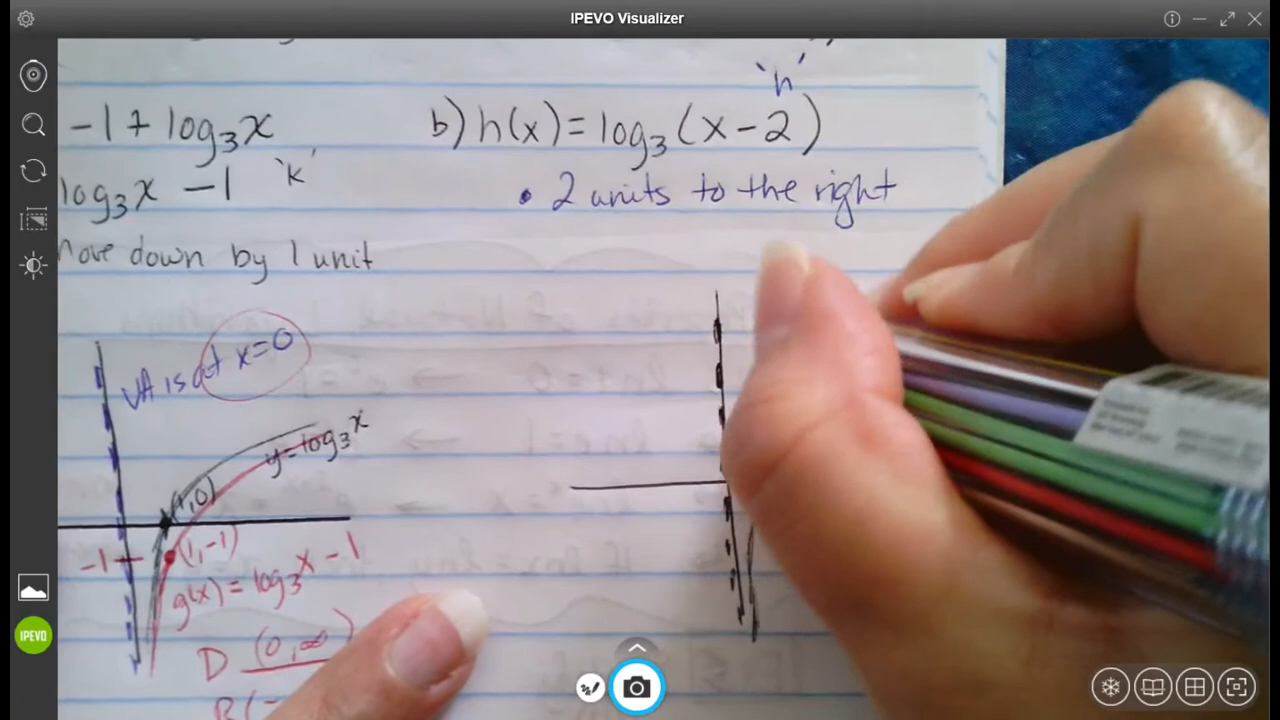 IPEVO Visualizer
'h'
-1 + log₃x
b) h(x) = log₃(x-2)
log₃x -1 'k'
• 2 units to the right
ove down by 1 unit
VA is at x=0
y=log₃x
(1,0)
-1
(1,-1)
g(x) = log₃x -1
D (0,∞)
R(-
IPEVO